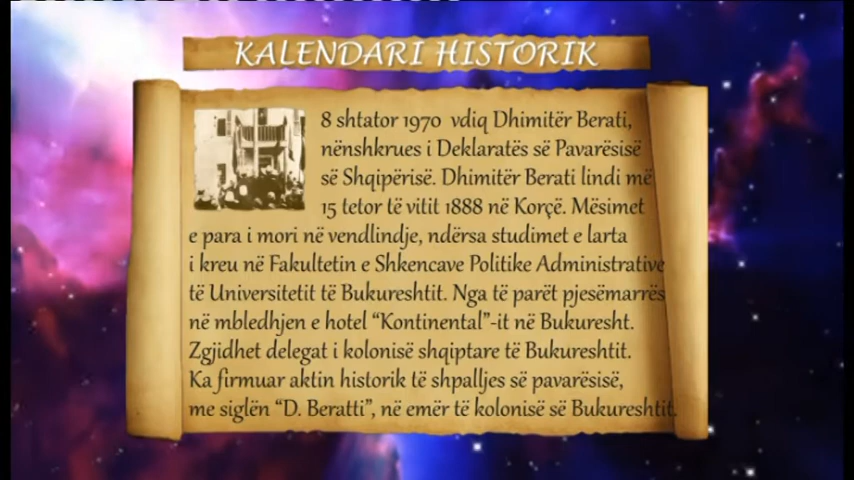 KALENDARI HISTORIK
8 shtator 1970 vdiq Dhimitër Berati,
nënshkrues i Deklaratës së Pavarësisë
së Shqipërisë. Dhimitër Berati lindi më
15 tetor të vitit 1888 në Korçë. Mësimet
e para i mori në vendlindje, ndërsa studimet e larta
i kreu në Fakultetin e Shkencave Politike Administrative
të Universitetit të Bukureshtit. Nga të parët pjesëmarrës
në mbledhjen e hotel “Kontinental”-it në Bukuresht.
Zgjidhet delegat i kolonisë shqiptare të Bukureshtit.
Ka firmuar aktin historik të shpalljes së pavarësisë,
me siglën “D. Beratti”, në emër të kolonisë së Bukureshtit.